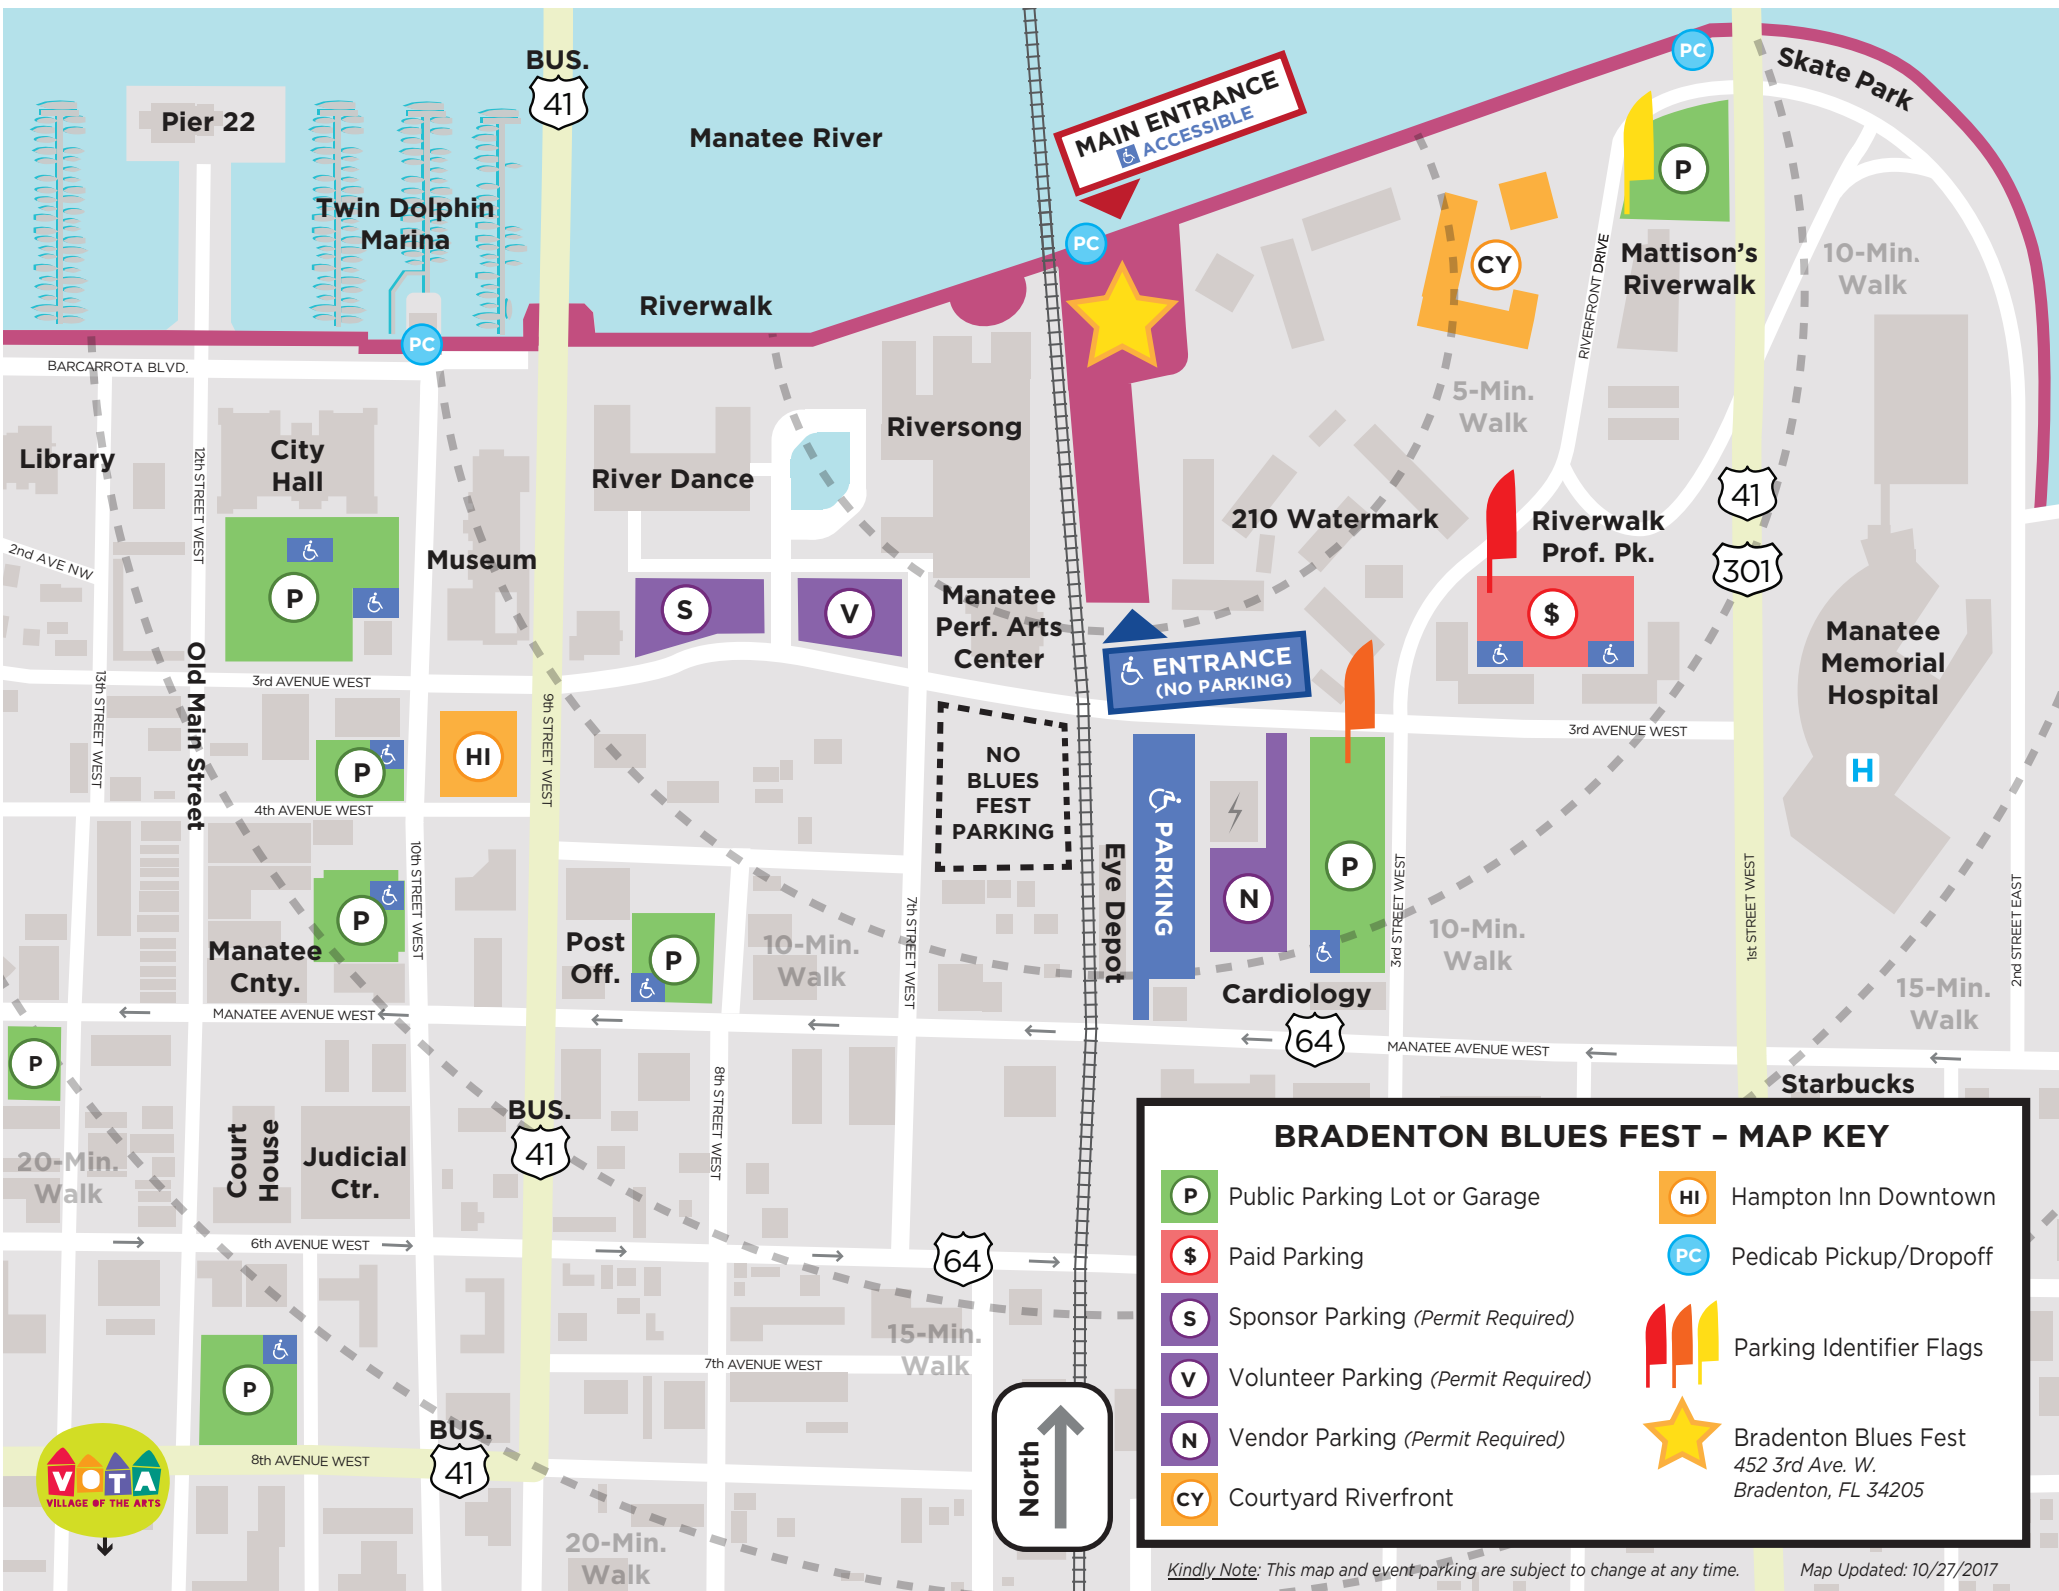 BUS.
41
Pier 22
Manatee River
MAIN ENTRANCE
ACCESSIBLE
PC
Skate Park
P
Twin Dolphin
Marina
PC
CY
RIVERFRONT DRIVE
Mattison's
Riverwalk
10-Min.
Walk
Riverwalk
PC
BARCARROTA BLVD.
5-Min.
Walk
Library
12th STREET WEST
City
Hall
River Dance
Riversong
41
301
210 Watermark
Riverwalk
Prof. Pk.
2nd AVE NW
Museum
P
S
V
Manatee
Perf. Arts
Center
$
ENTRANCE
(NO PARKING)
Manatee
Memorial
Hospital
H
13th STREET WEST
Old Main Street
3rd AVENUE WEST
9th STREET WEST
3rd AVENUE WEST
P
HI
NO
BLUES
FEST
PARKING
4th AVENUE WEST
10th STREET WEST
P
Manatee
Cnty.
Post
Off.
P
10-Min.
Walk
7th STREET WEST
Eye Depot
PARKING
N
P
3rd STREET WEST
10-Min.
Walk
1st STREET WEST
2nd STREET EAST
15-Min.
Walk
Cardiology
64
MANATEE AVENUE WEST
MANATEE AVENUE WEST
P
8th STREET WEST
Starbucks
BUS.
41
20-Min.
Walk
Court
House
Judicial
Ctr.
6th AVENUE WEST
64
15-Min.
Walk
7th AVENUE WEST
P
BUS.
41
8th AVENUE WEST
VOTA
VILLAGE OF THE ARTS
20-Min.
Walk
North
BRADENTON BLUES FEST – MAP KEY
P Public Parking Lot or Garage
$ Paid Parking
S Sponsor Parking (Permit Required)
V Volunteer Parking (Permit Required)
N Vendor Parking (Permit Required)
CY Courtyard Riverfront
HI Hampton Inn Downtown
PC Pedicab Pickup/Dropoff
Parking Identifier Flags
Bradenton Blues Fest
452 3rd Ave. W.
Bradenton, FL 34205
Kindly Note: This map and event parking are subject to change at any time.
Map Updated: 10/27/2017